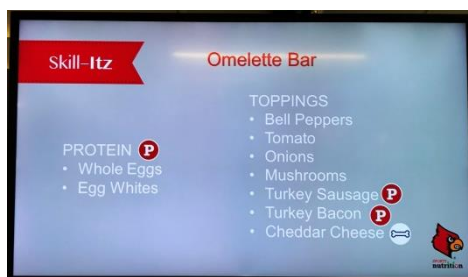 Skill-Itz
Omelette Bar
PROTEIN P
• Whole Eggs
• Egg Whites
TOPPINGS
• Bell Peppers
• Tomato
• Onions
• Mushrooms
• Turkey Sausage P
• Turkey Bacon P
• Cheddar Cheese
nutrition